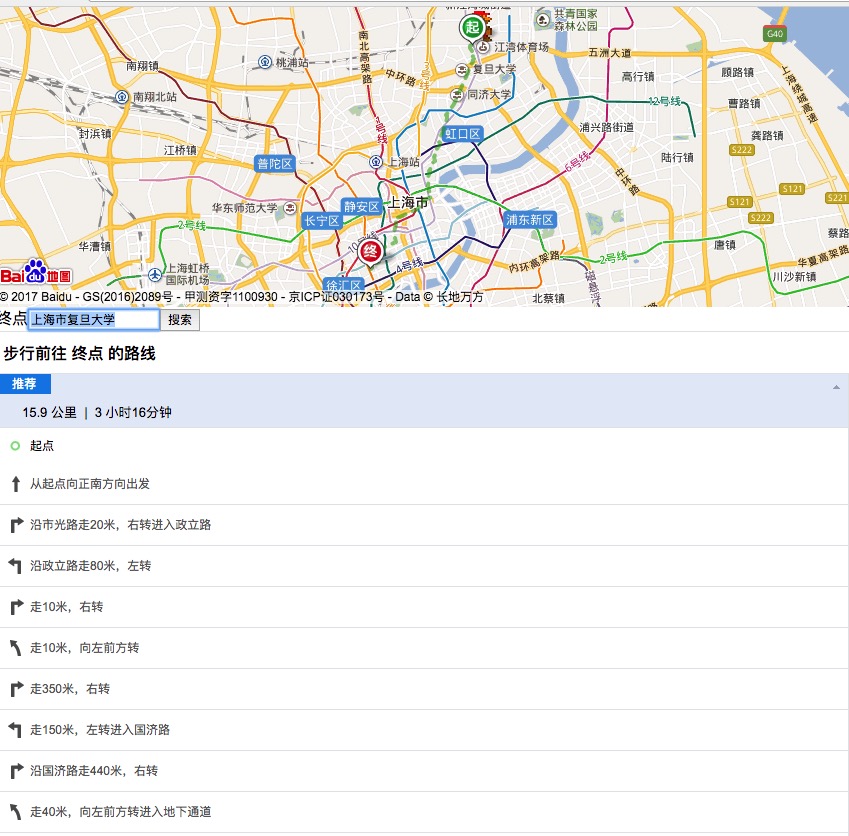 共青国家
森林公园
G40
起
江湾体育场
五洲大道
南北高架路
南翔镇
桃浦站
中环路
3号线
复旦大学
高行镇
顾路镇
上海绕城高速
南翔北站
同济大学
12号线
曹路镇
封浜镇
1号线
虹口区
浦兴路街道
龚路镇
S222
江桥镇
普陀区
上海站
6号线
陆行镇
中环路
S121
S221
华东师范大学
静安区
上海市
S121
长宁区
浦东新区
S222
2号线
蔡路
华漕镇
10号线
终
唐镇
4号线
内环高架路
2号线
华夏高架路
Bai du 地图
上海虹桥
国际机场
徐汇区
磁悬浮
川沙新镇
北蔡镇
© 2017 Baidu - GS(2016)2089号 - 甲测资字1100930 - 京ICP证030173号 - Data © 长地万方
终点 上海市复旦大学 搜索
步行前往 终点 的路线
推荐
15.9 公里 | 3 小时16分钟
起点
从起点向正南方向出发
沿市光路走20米，右转进入政立路
沿政立路走80米，左转
走10米，右转
走10米，向左前方转
走350米，右转
走150米，左转进入国济路
沿国济路走440米，右转
走40米，向左前方转进入地下通道